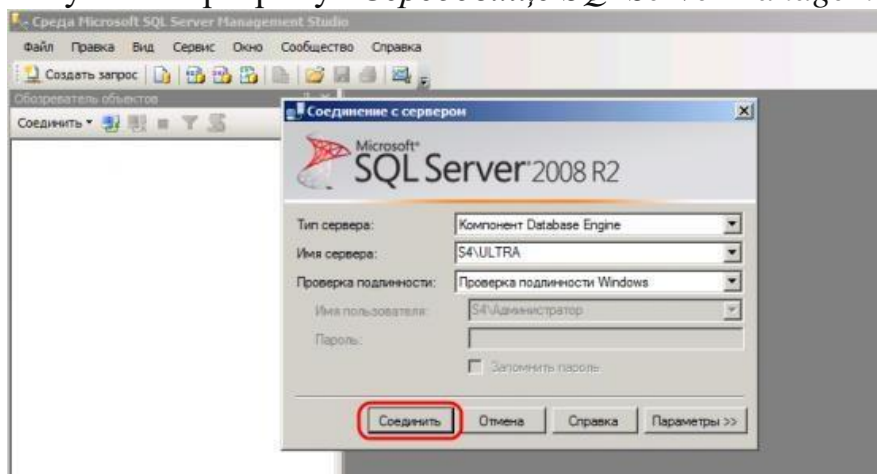 Среда Microsoft SQL Server Management Studio
Файл Правка Вид Сервис Окно Сообщество Справка
Создать запрос
Обозреватель объектов
Соединить
Соединение с сервером
Microsoft
SQL Server 2008 R2
Тип сервера: Компонент Database Engine
Имя сервера: S4\ULTRA
Проверка подлинности: Проверка подлинности Windows
Имя пользователя: S4\Администратор
Пароль:
Запомнить пароль
Соединить Отмена Справка Параметры >>